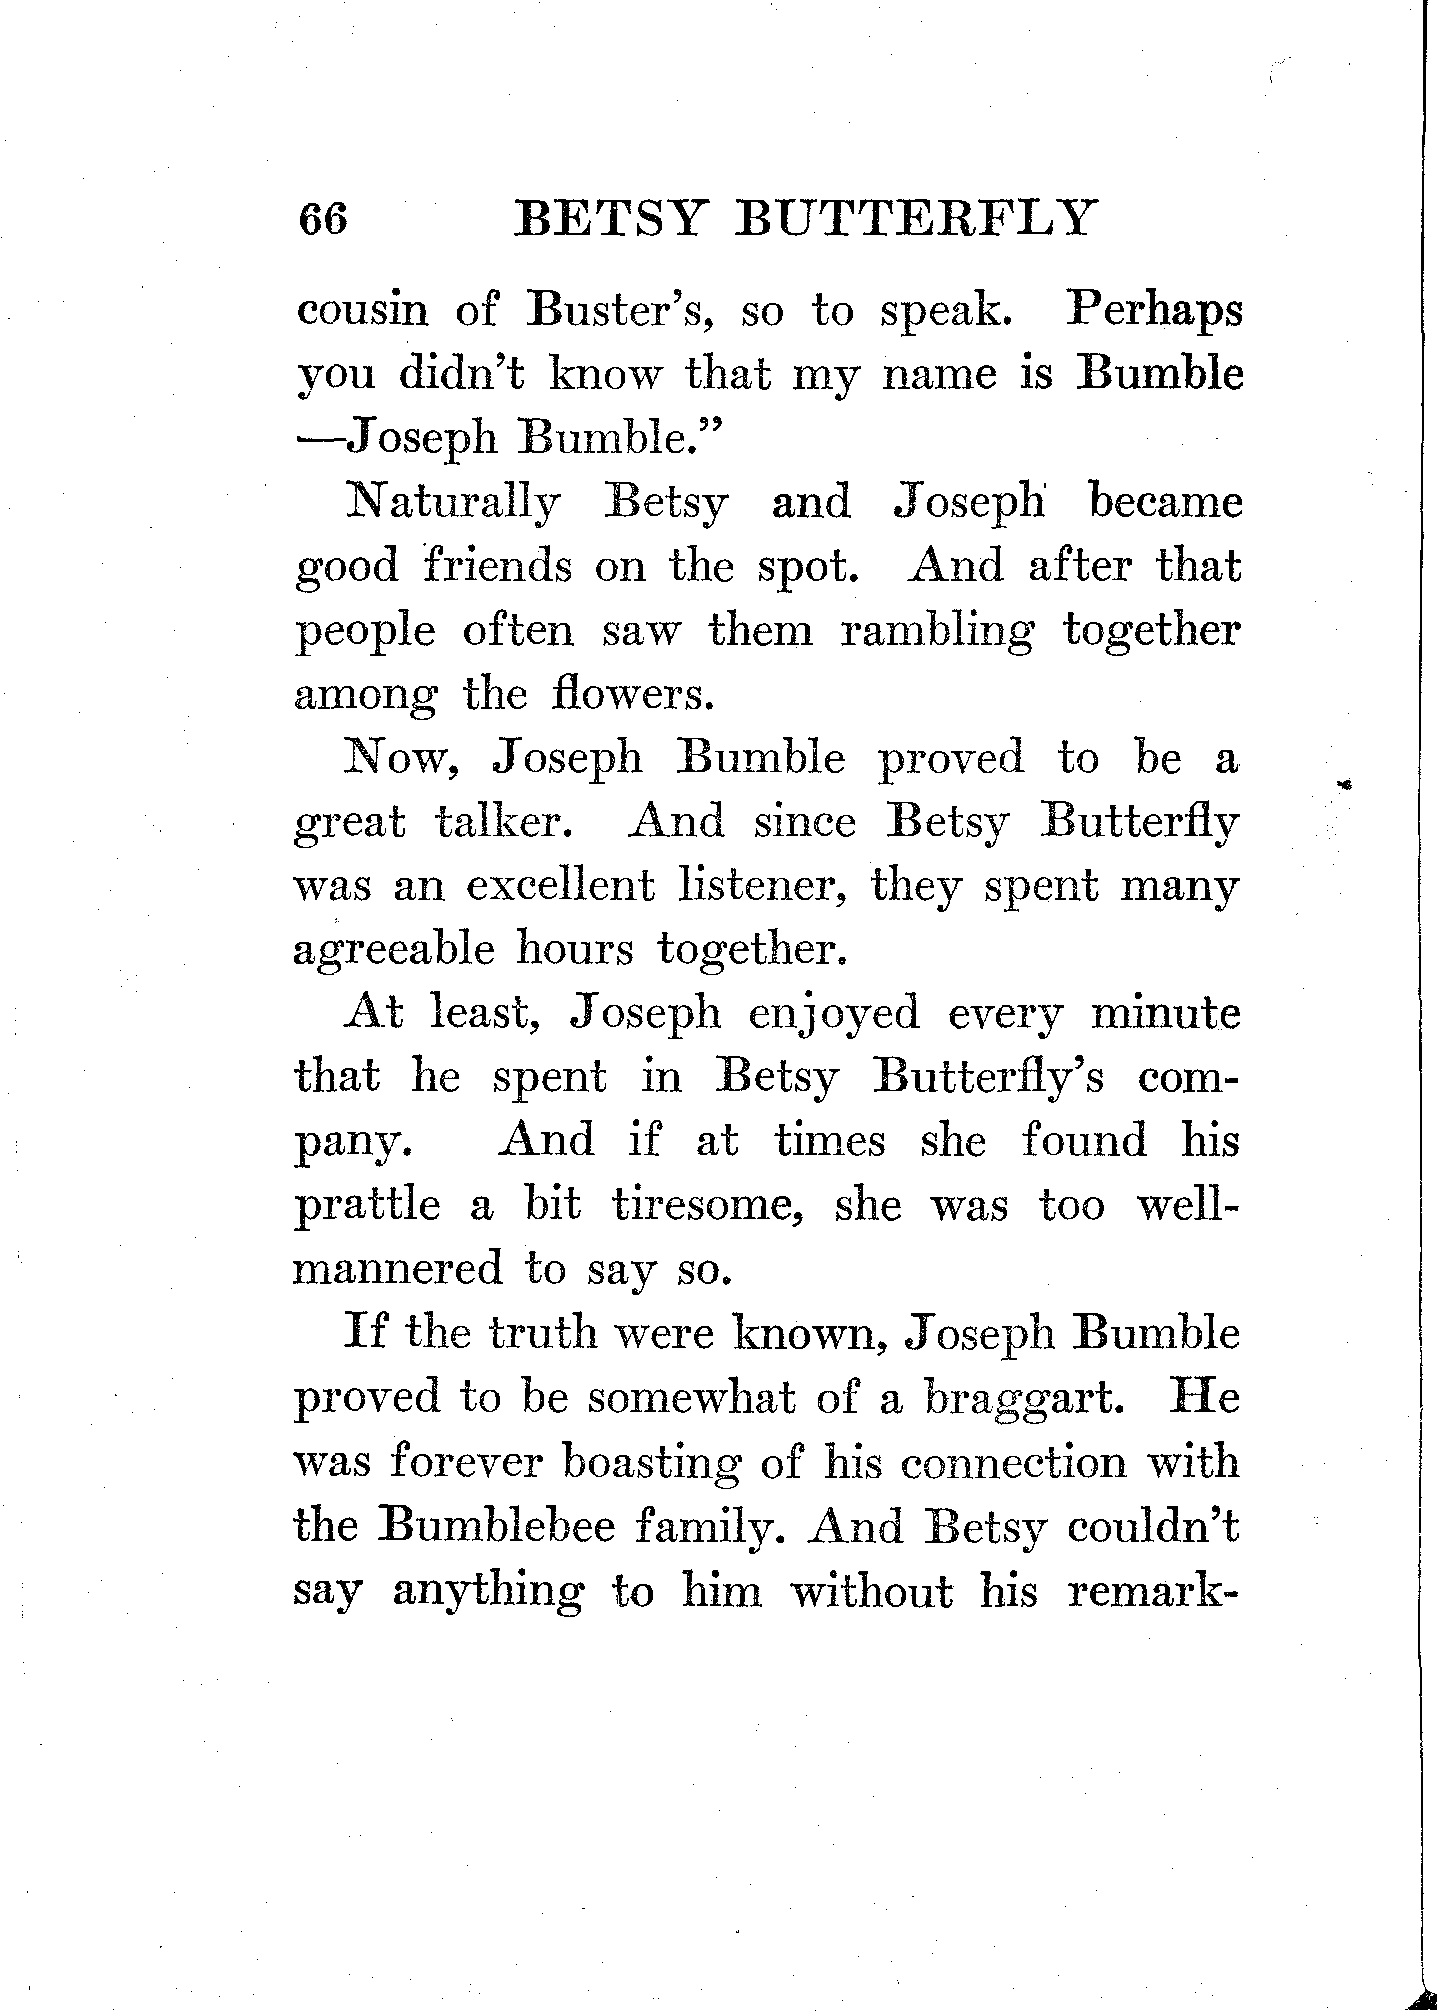 66 BETSY BUTTERFLY
cousin of Buster's, so to speak. Perhaps
you didn't know that my name is Bumble
—Joseph Bumble."
Naturally Betsy and Joseph became
good friends on the spot. And after that
people often saw them rambling together
among the flowers.
Now, Joseph Bumble proved to be a
great talker. And since Betsy Butterfly
was an excellent listener, they spent many
agreeable hours together.
At least, Joseph enjoyed every minute
that he spent in Betsy Butterfly's com-
pany. And if at times she found his
prattle a bit tiresome, she was too well-
mannered to say so.
If the truth were known, Joseph Bumble
proved to be somewhat of a braggart. He
was forever boasting of his connection with
the Bumblebee family. And Betsy couldn't
say anything to him without his remark-